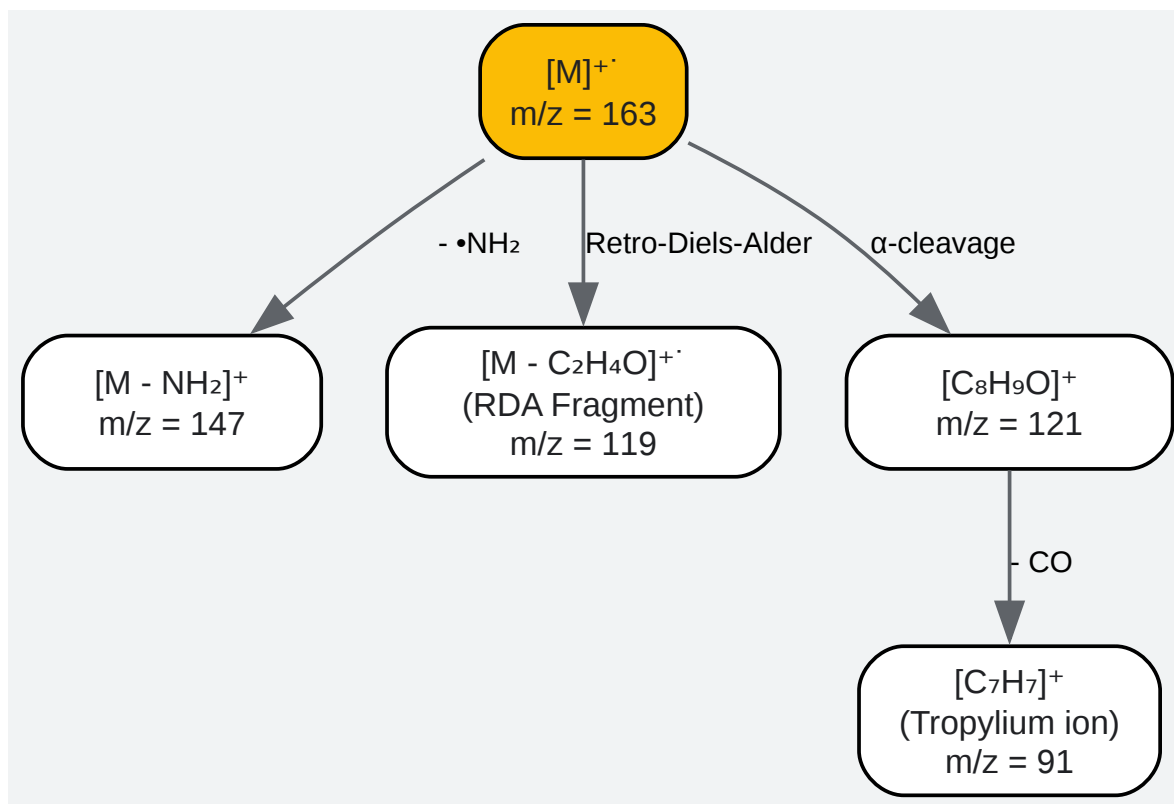 [M]⁺˙
m/z = 163
- •NH₂
Retro-Diels-Alder
α-cleavage
[M - NH₂]⁺
m/z = 147
[M - C₂H₄O]⁺˙
(RDA Fragment)
m/z = 119
[C₈H₉O]⁺
m/z = 121
- CO
[C₇H₇]⁺
(Tropylium ion)
m/z = 91